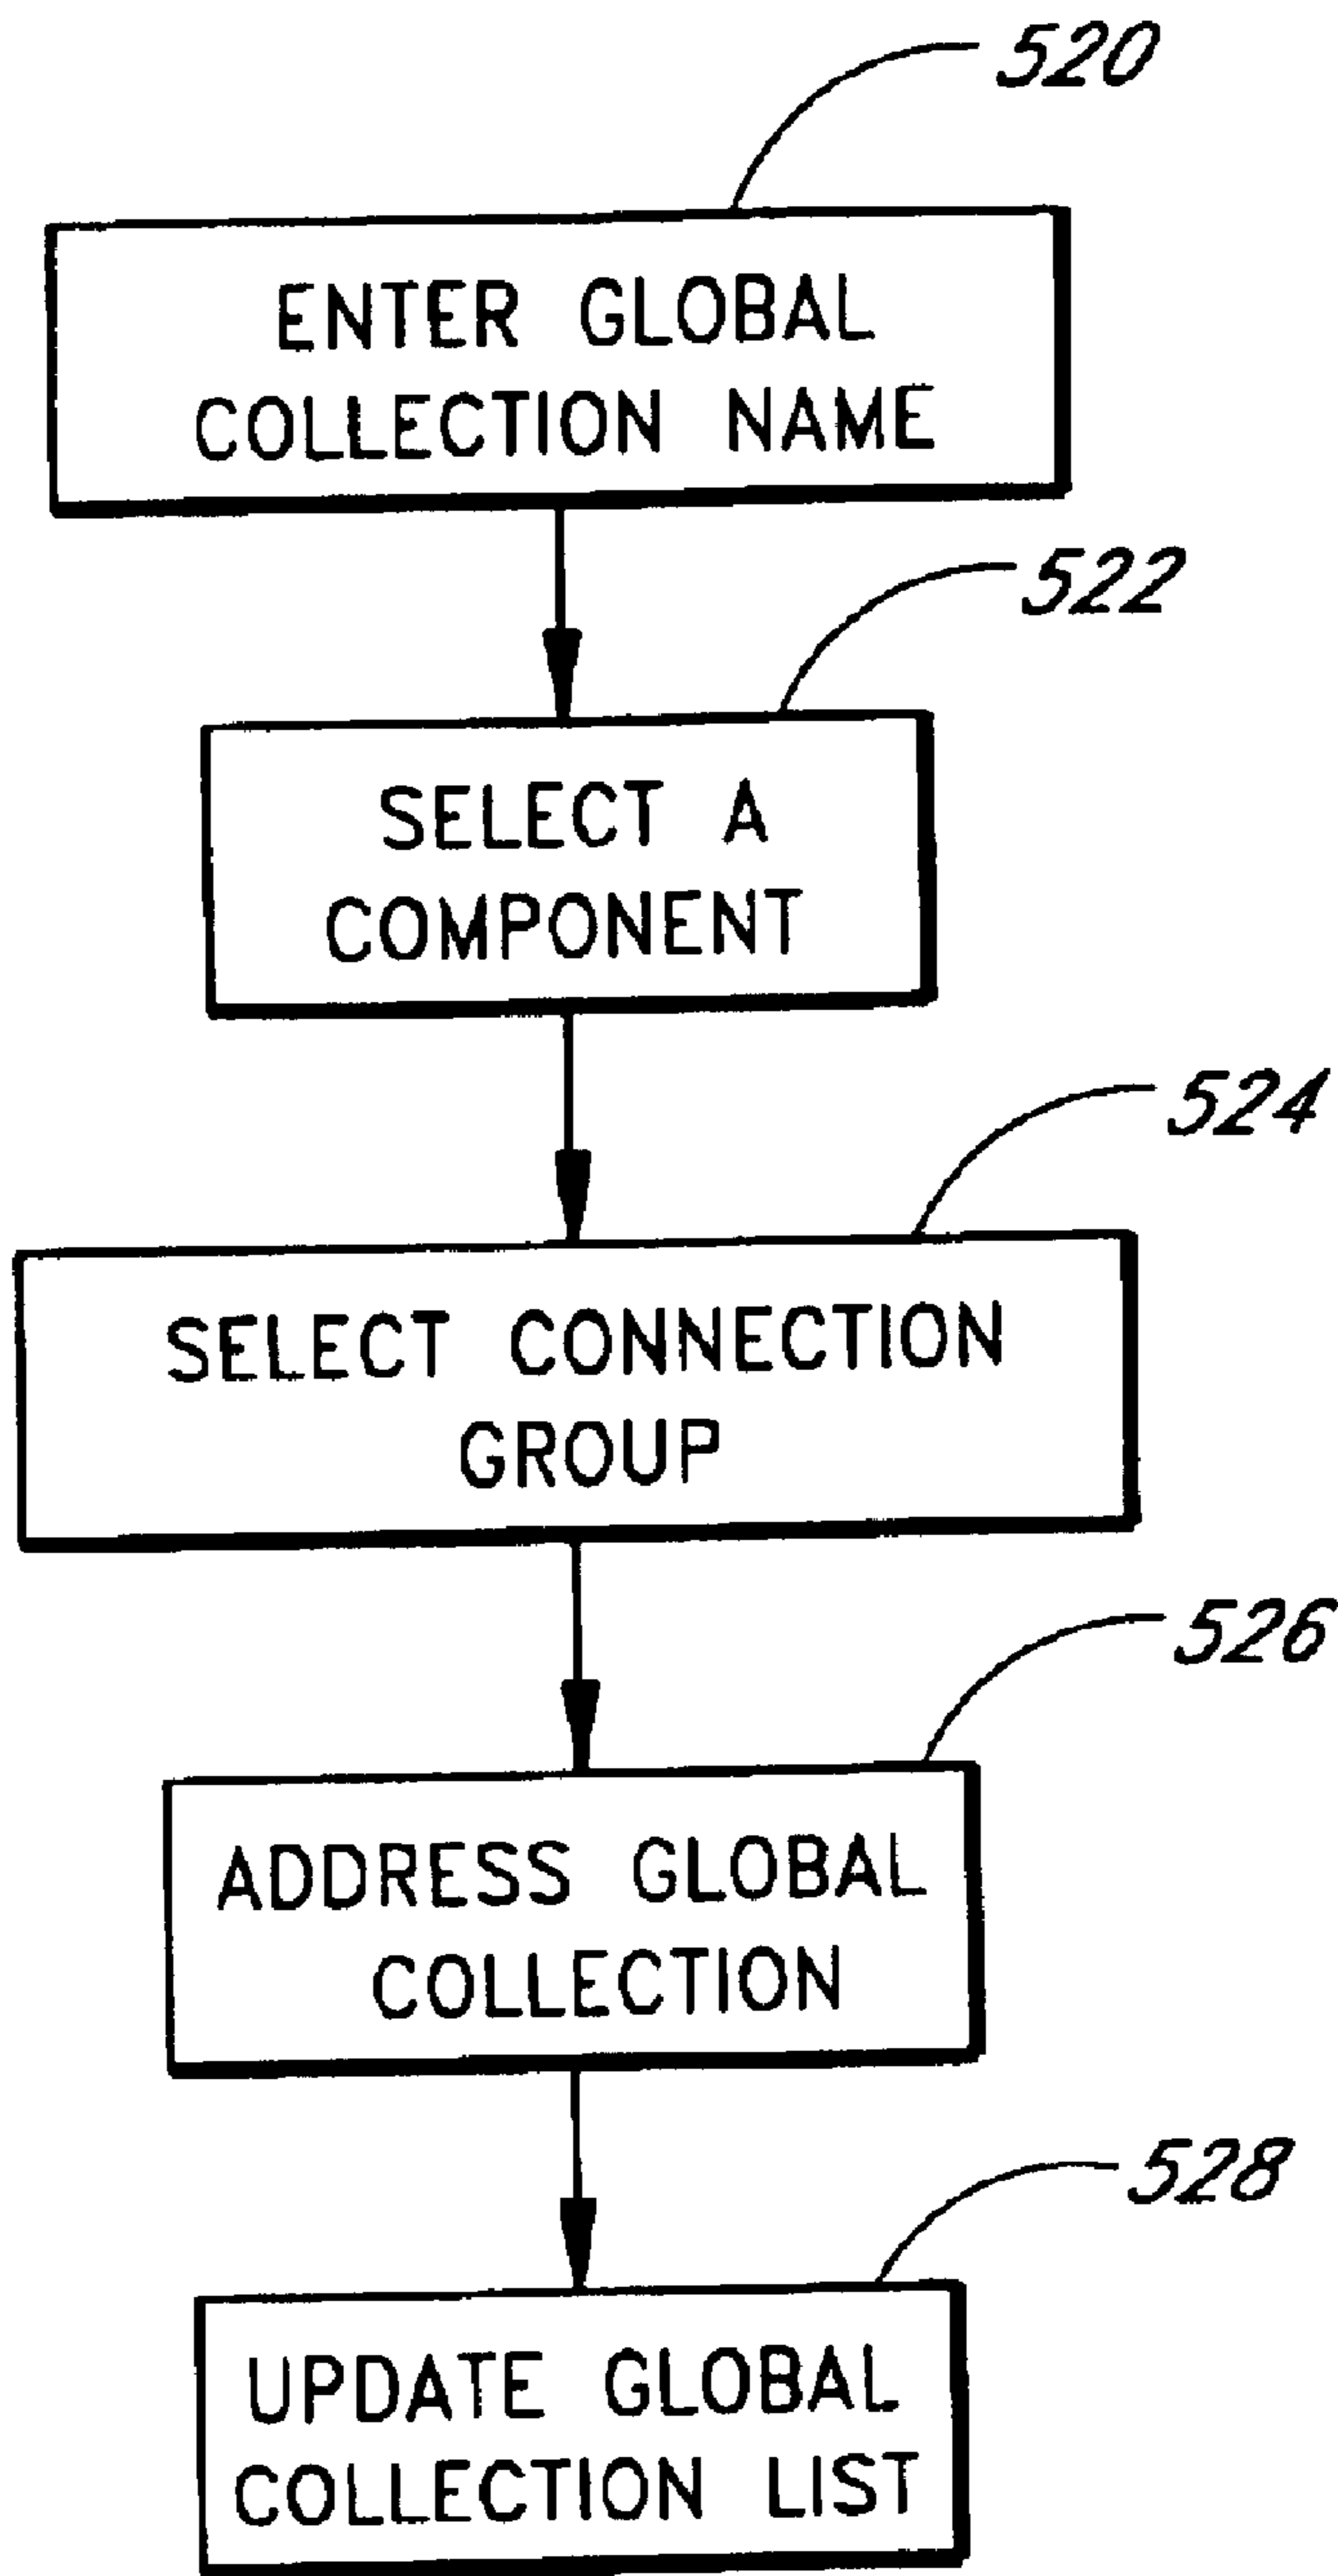 520
ENTER GLOBAL
COLLECTION NAME
522
SELECT A
COMPONENT
524
SELECT CONNECTION
GROUP
526
ADDRESS GLOBAL
COLLECTION
528
UPDATE GLOBAL
COLLECTION LIST